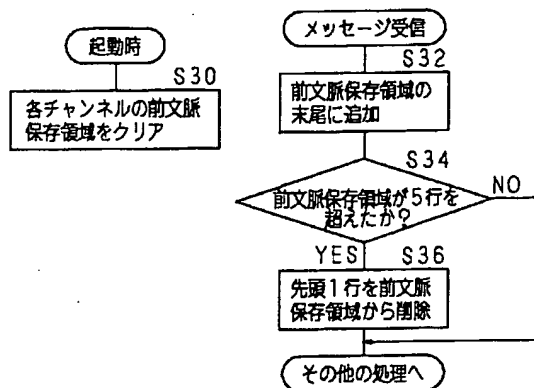 起動時
S30
各チャンネルの前文脈
保存領域をクリア
メッセージ受信
S32
前文脈保存領域の
末尾に追加
S34
前文脈保存領域が5行を
超えたか?
NO
YES
S36
先頭1行を前文脈
保存領域から削除
その他の処理へ